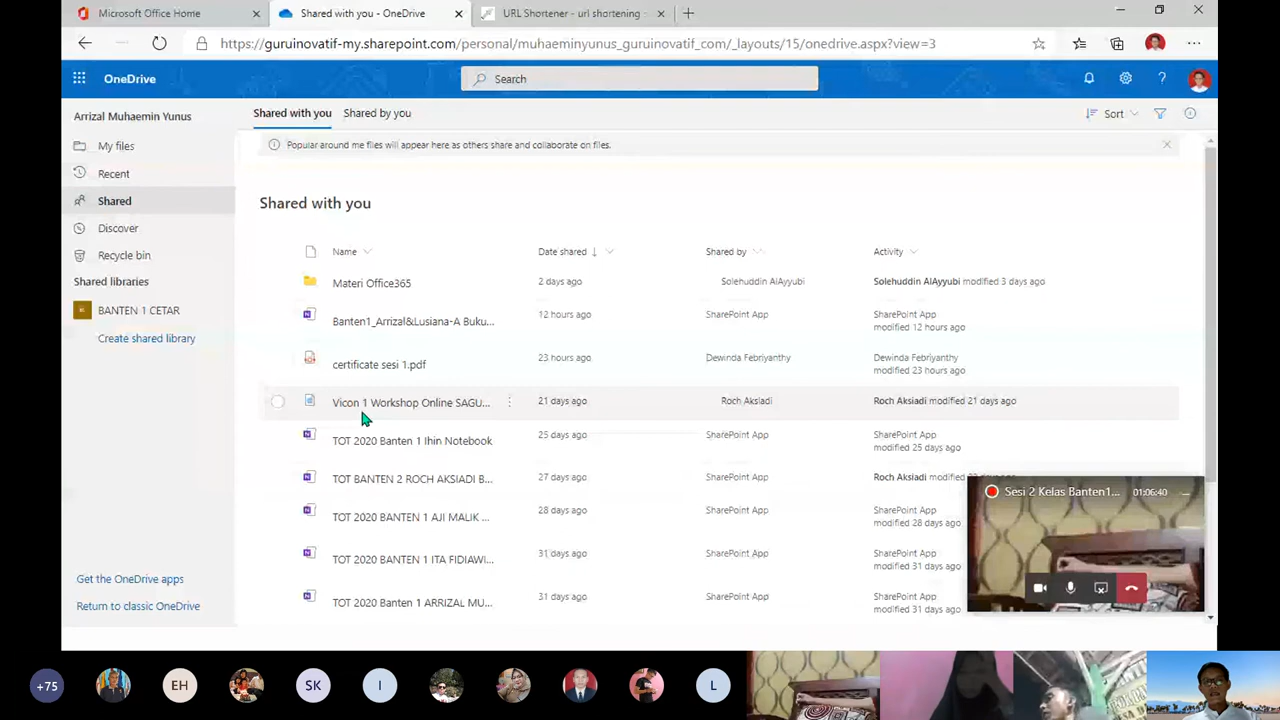 Microsoft Office Home
Shared with you - OneDrive
URL Shortener - url shortening -
https://guruinovatif-my.sharepoint.com/personal/muhaeminyunus_guruinovatif_com/_layouts/15/onedrive.aspx?view=3
OneDrive
Search
Arrizal Muhaemin Yunus
Shared with you
Shared by you
Sort
My files
Recent
Shared
Discover
Recycle bin
Shared libraries
BANTEN 1 CETAR
Create shared library
Get the OneDrive apps
Return to classic OneDrive
Popular around me files will appear here as others share and collaborate on files.
Shared with you
Name Date shared Shared by Activity
Materi Office365 2 days ago Solehuddin AlAyyubi Solehuddin AlAyyubi modified 3 days ago
Banten1_Arrizal&Lusiana-A Buku... 12 hours ago SharePoint App SharePoint App
modified 12 hours ago
certificate sesi 1.pdf 23 hours ago Dewinda Febriyanthy Dewinda Febriyanthy
modified 23 hours ago
Vicon 1 Workshop Online SAGU... 21 days ago Roch Aksiadi Roch Aksiadi modified 21 days ago
TOT 2020 Banten 1 Ihin Notebook 25 days ago SharePoint App SharePoint App
modified 25 days ago
TOT BANTEN 2 ROCH AKSIADI B... 27 days ago SharePoint App Roch Aksiadi
TOT 2020 BANTEN 1 AJI MALIK ... 28 days ago SharePoint App SharePoint App
modified 28 days ago
TOT 2020 BANTEN 1 ITA FIDIAWI... 31 days ago SharePoint App SharePoint App
modified 31 days ago
TOT 2020 Banten 1 ARRIZAL MU... 31 days ago SharePoint App SharePoint App
modified 31 days ago
Sesi 2 Kelas Banten1... 01:06:40
+75
EH
SK
I
L